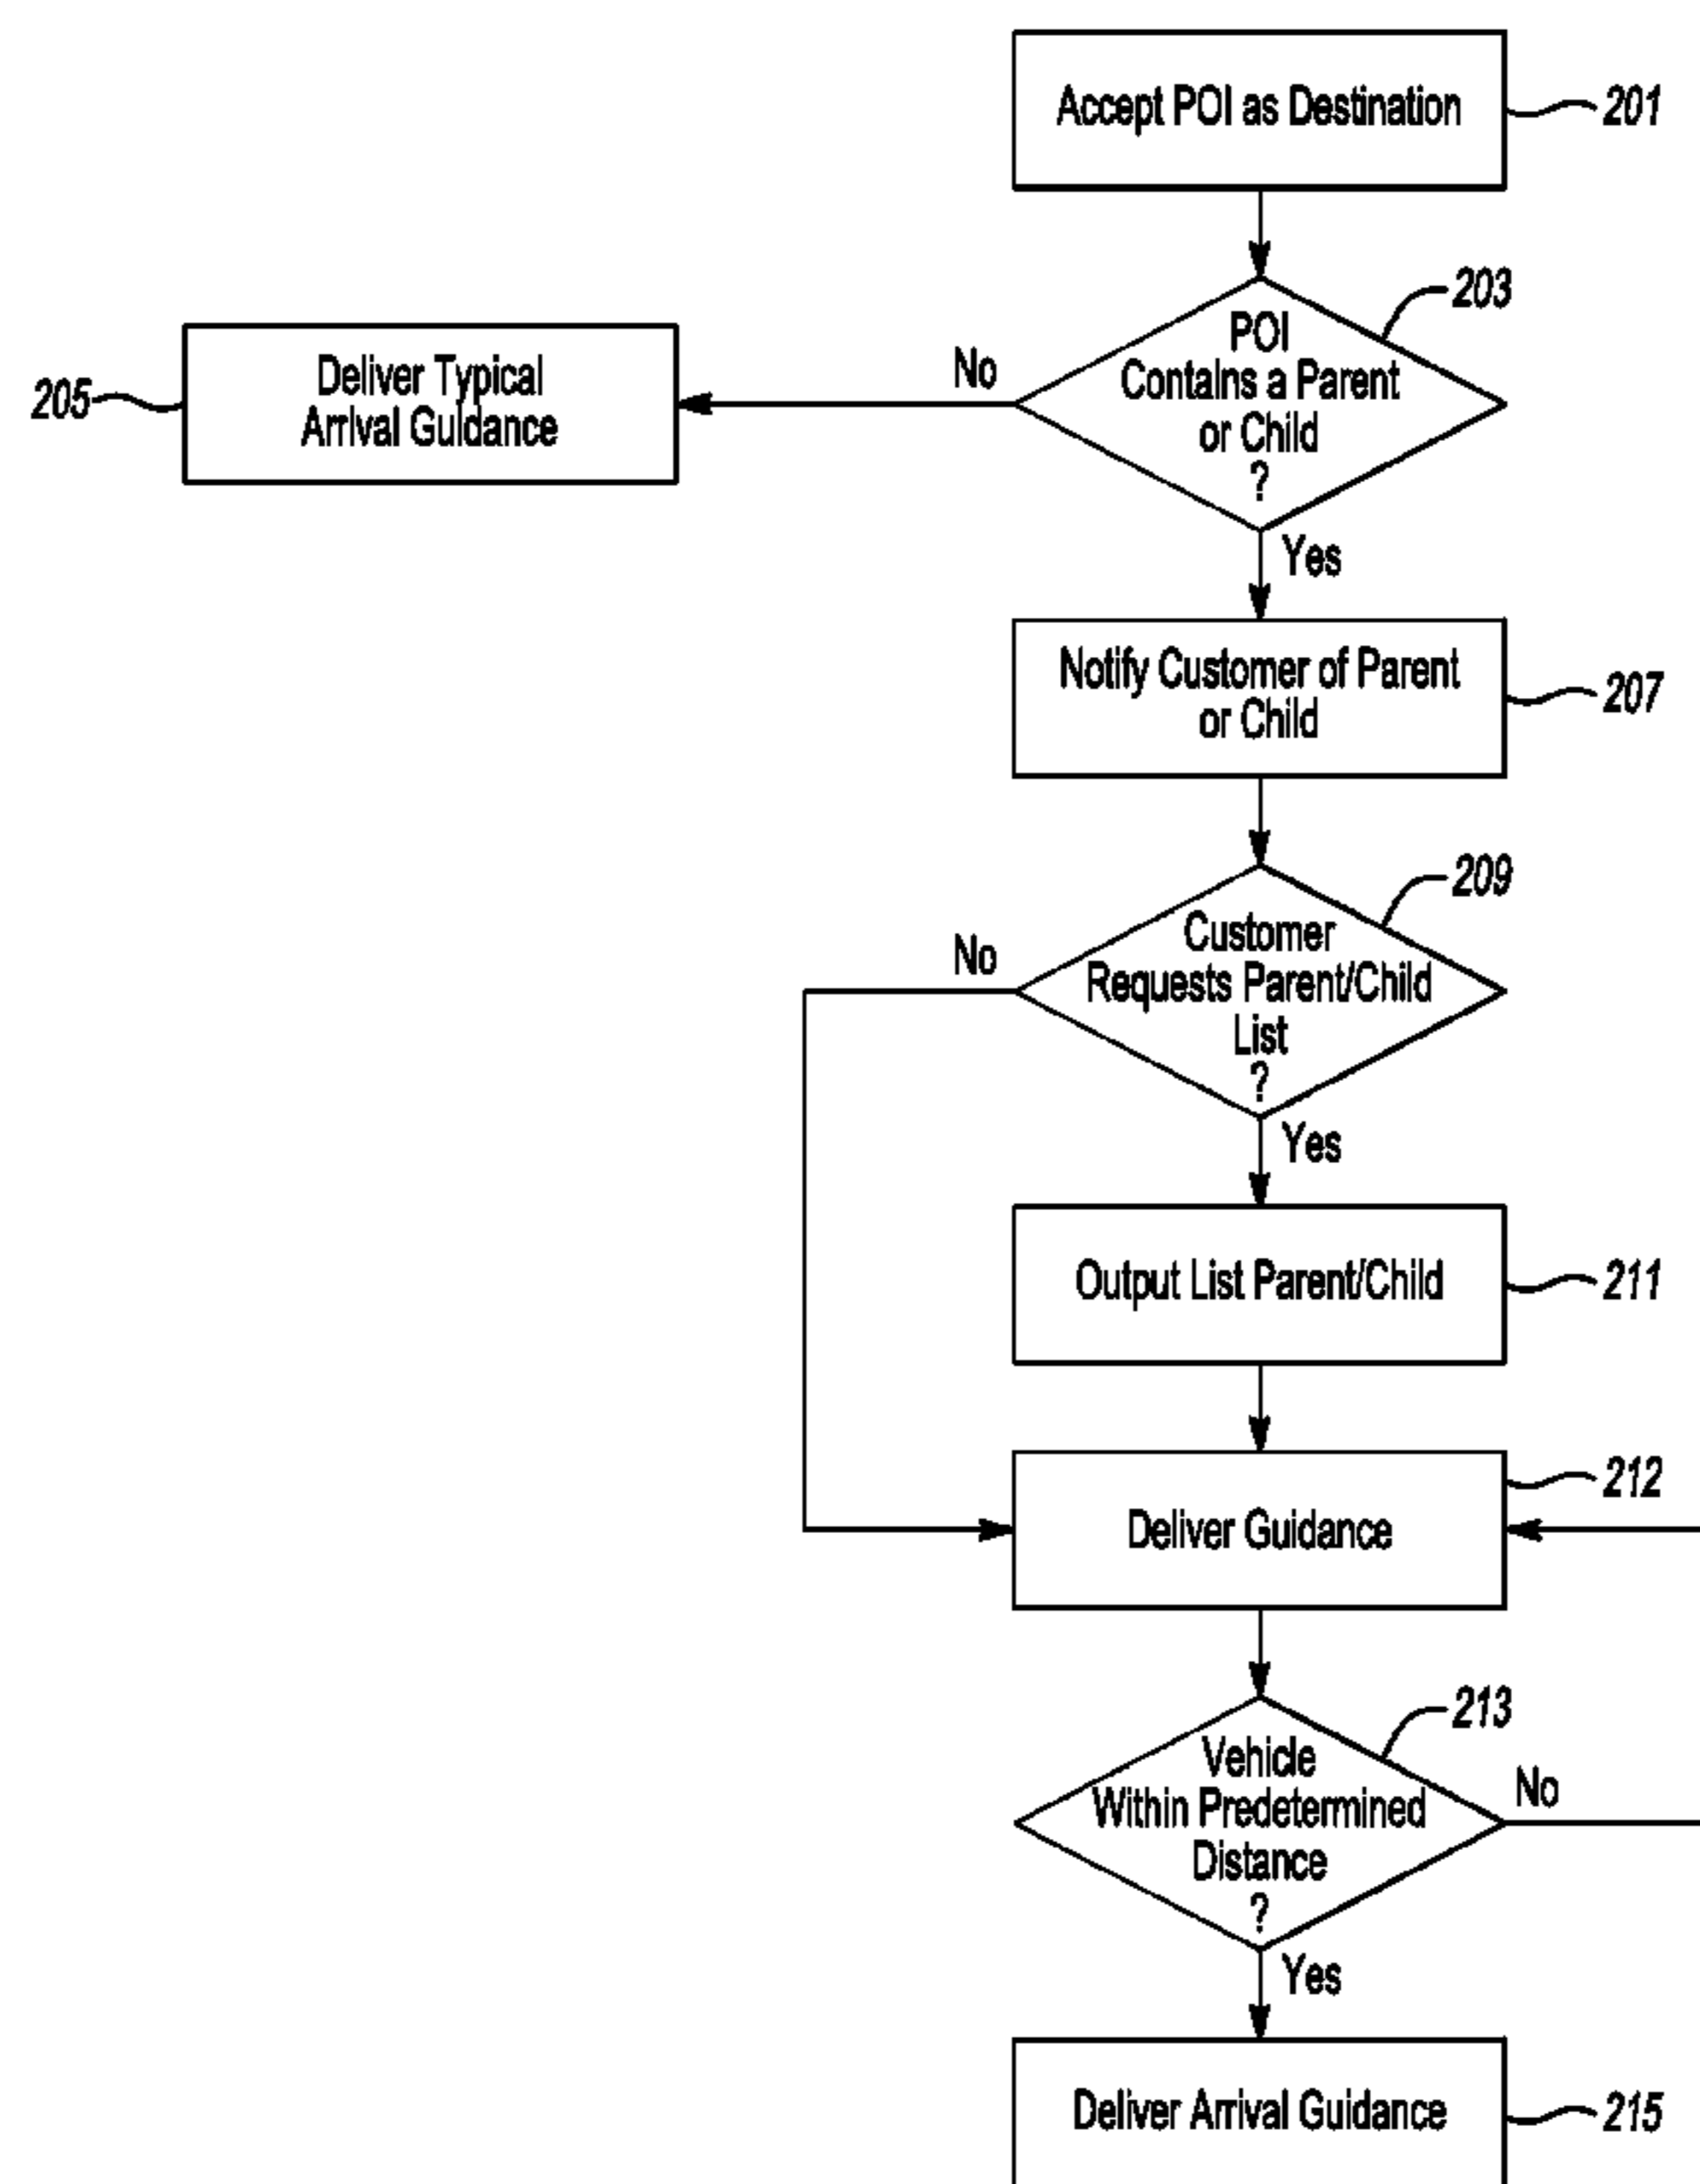 Accept POI as Destination
201
203
POI
Contains a Parent
or Child
?
No
Deliver Typical
Arrival Guidance
205
Yes
Notify Customer of Parent
or Child
207
209
Customer
Requests Parent/Child
List
?
No
Yes
Output List Parent/Child
211
212
Deliver Guidance
213
Vehicle
Within Predetermined
Distance
?
No
Yes
Deliver Arrival Guidance
215